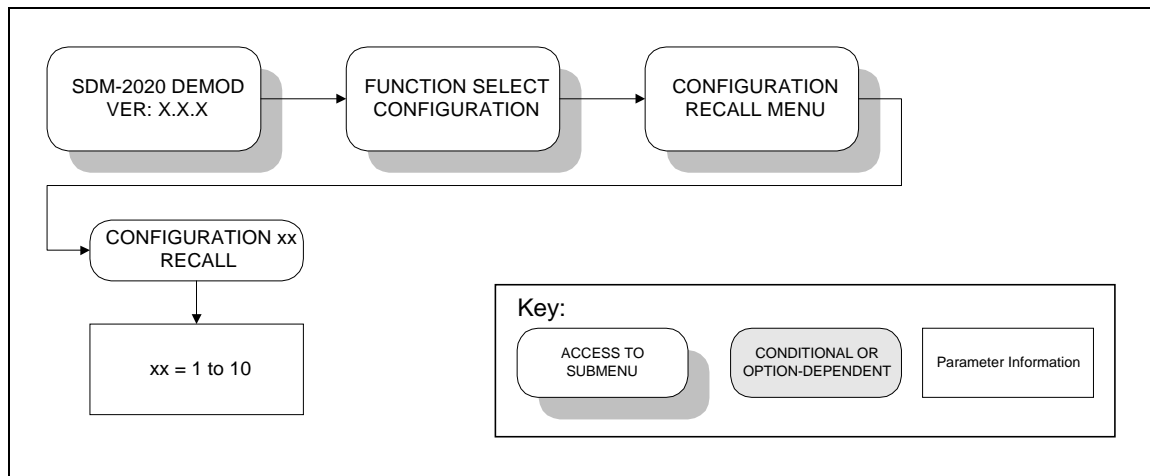 SDM-2020 DEMOD
VER: X.X.X
FUNCTION SELECT
CONFIGURATION
CONFIGURATION
RECALL MENU
CONFIGURATION xx
RECALL
xx = 1 to 10
Key:
ACCESS TO
SUBMENU
CONDITIONAL OR
OPTION-DEPENDENT
Parameter Information